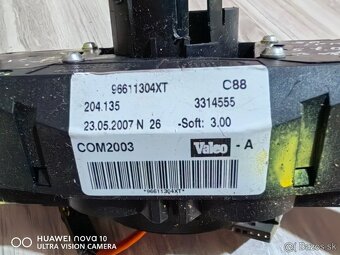 96611304XT C88
204.135 3314555
23.05.2007 N 26 -Soft: 3.00
COM2003 Valeo - A
*96611304XT*
HUAWEI nova 10
ULTRA VISION CAMERA
bazos.sk